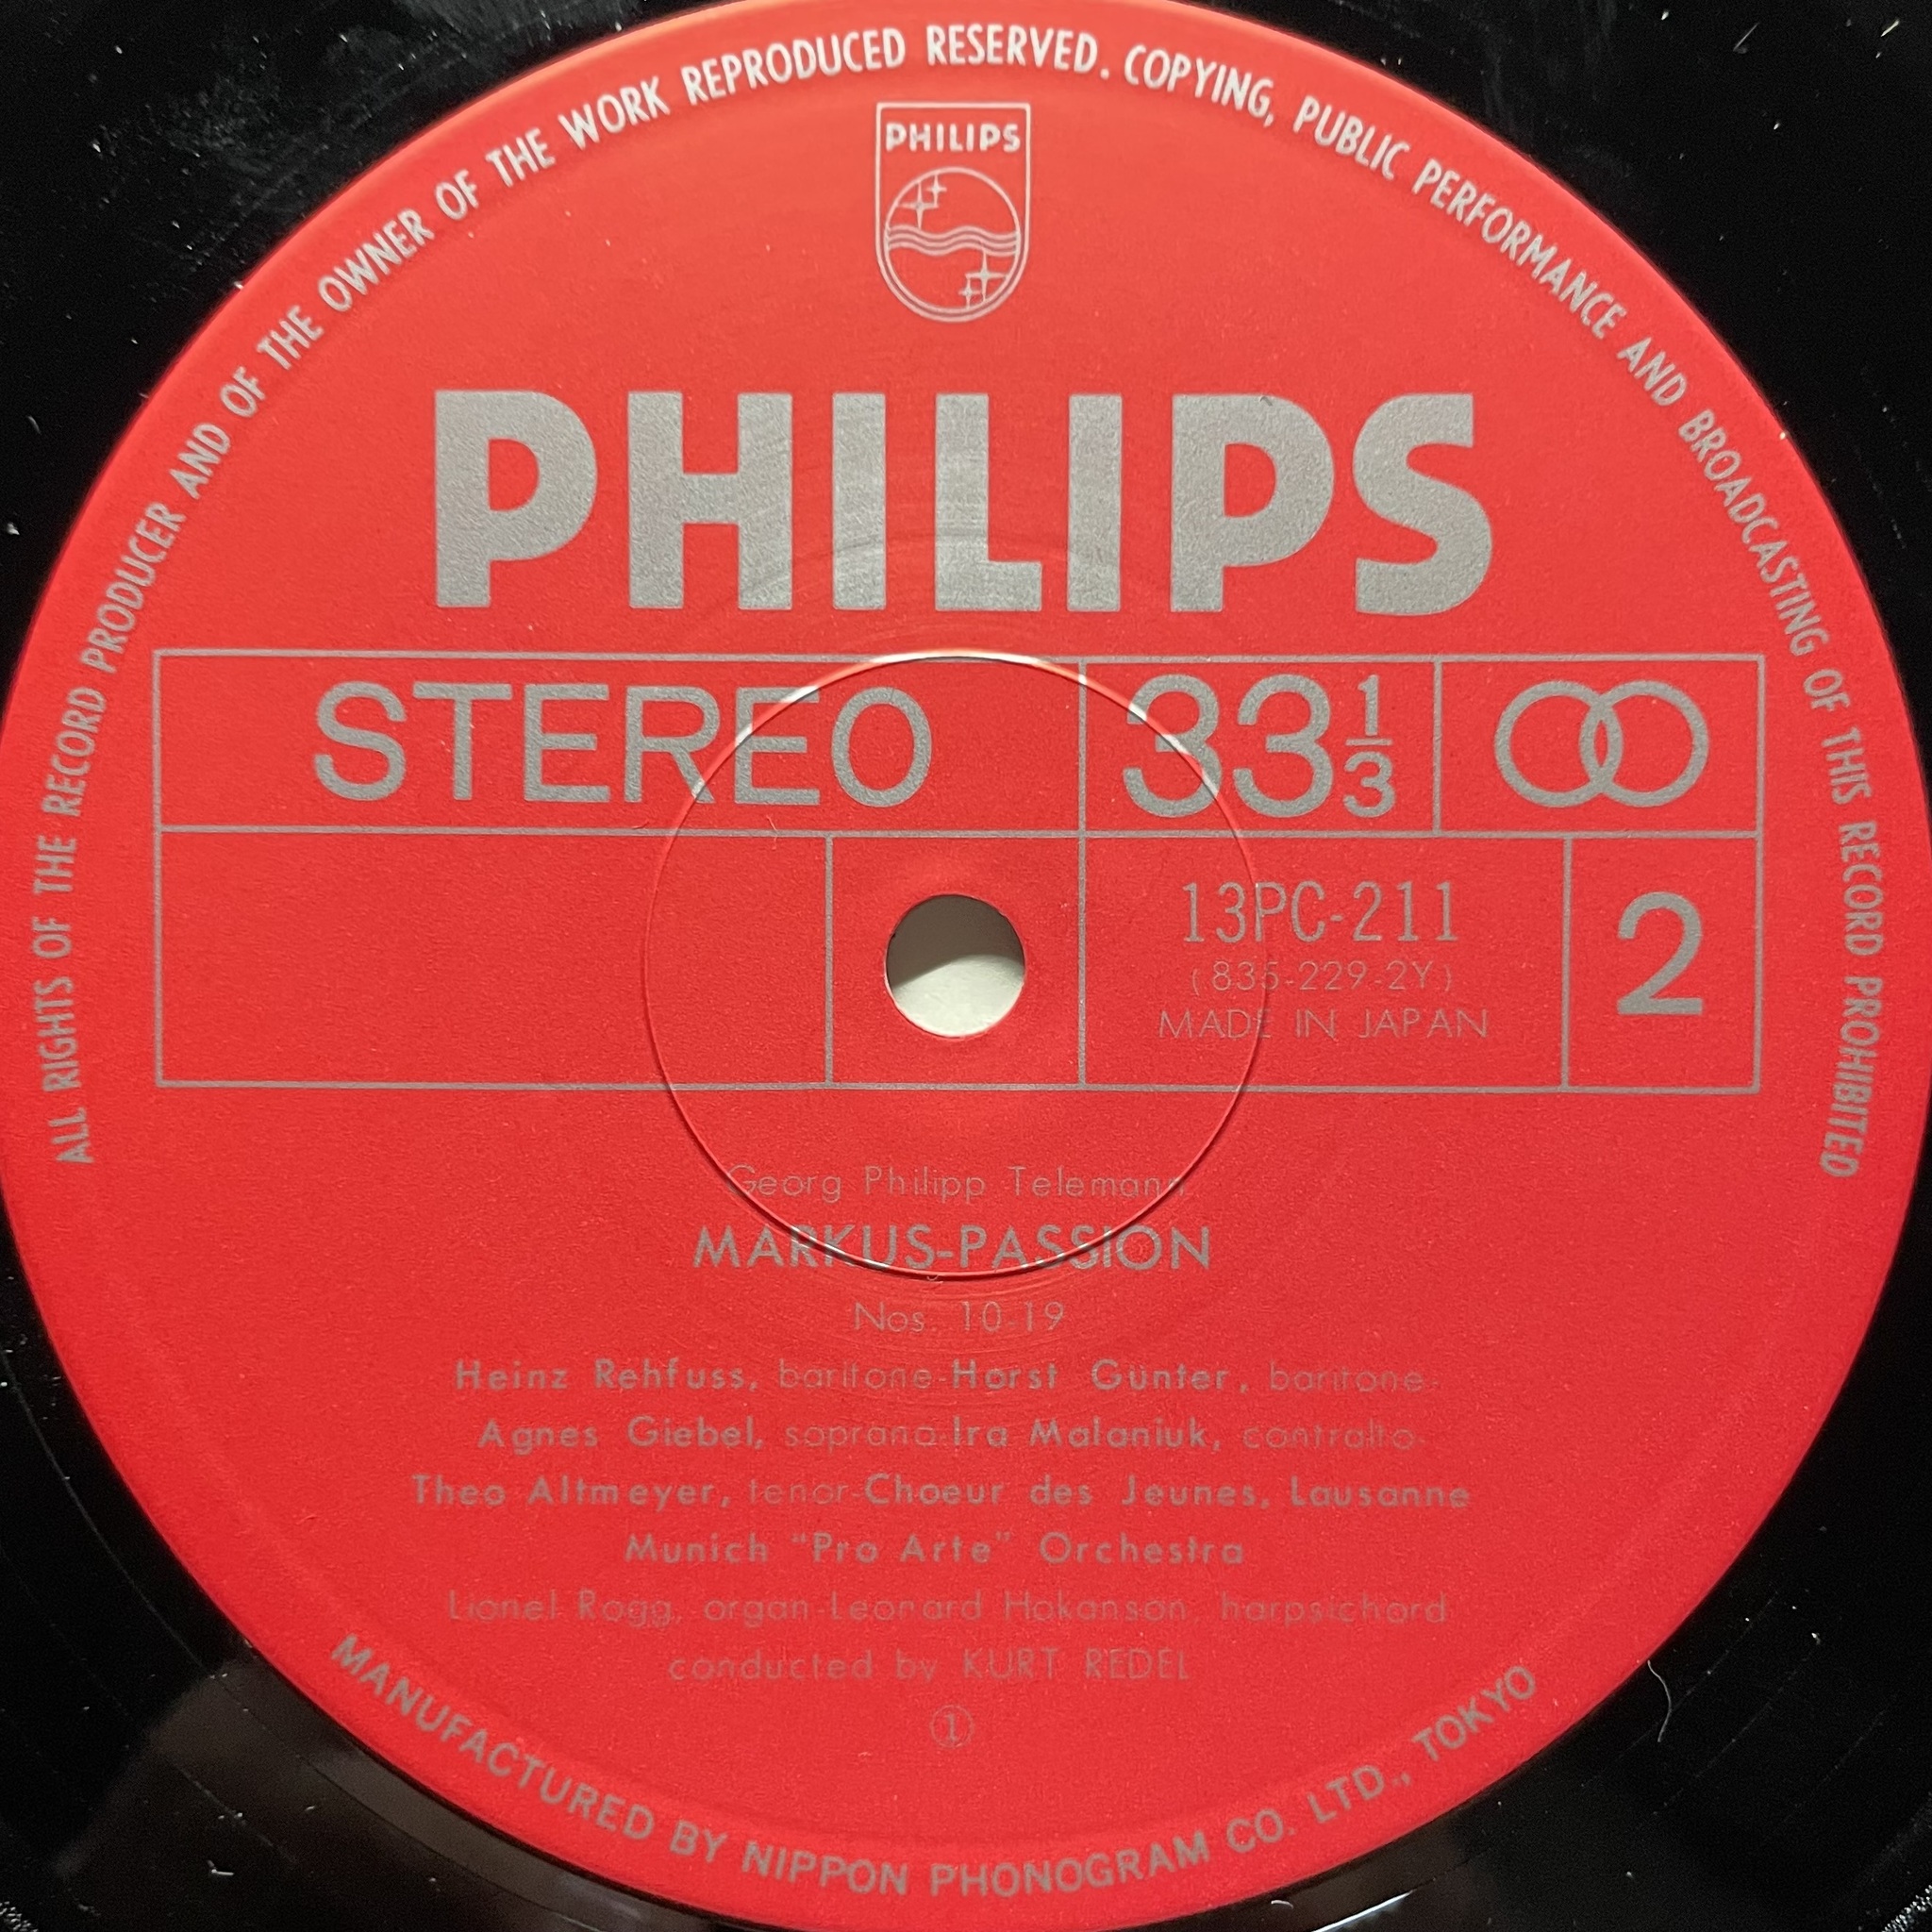 ALL RIGHTS OF THE RECORD PRODUCER AND OF THE OWNER OF THE WORK REPRODUCED RESERVED. COPYING, PUBLIC PERFORMANCE AND BROADCASTING OF THIS RECORD PROHIBITED
PHILIPS
PHILIPS
STEREO 33 1/3
13PC-211
(835-229-2Y)
MADE IN JAPAN
2
Georg Philipp Telemann
MARKUS-PASSION
Nos. 10-19
Heinz Rehfuss, baritone-Horst Günter, baritone-
Agnes Giebel, soprano-Ira Malaniuk, contralto-
Theo Altmeyer, tenor-Choeur des Jeunes, Lausanne
Munich "Pro Arte" Orchestra
Lionel Rogg, organ-Leonard Hokanson, harpsichord
conducted by KURT REDEL
①
MANUFACTURED BY NIPPON PHONOGRAM CO. LTD., TOKYO